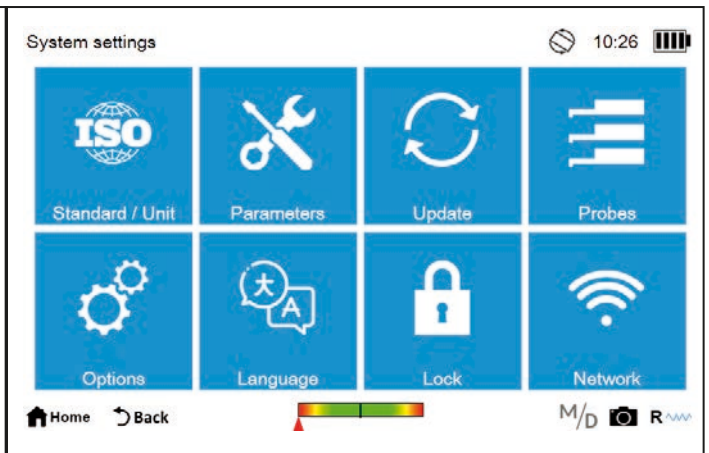 System settings 10:26
ISO
Standard / Unit Parameters Update Probes
大
A
Options Language Lock Network
Home Back M/D R